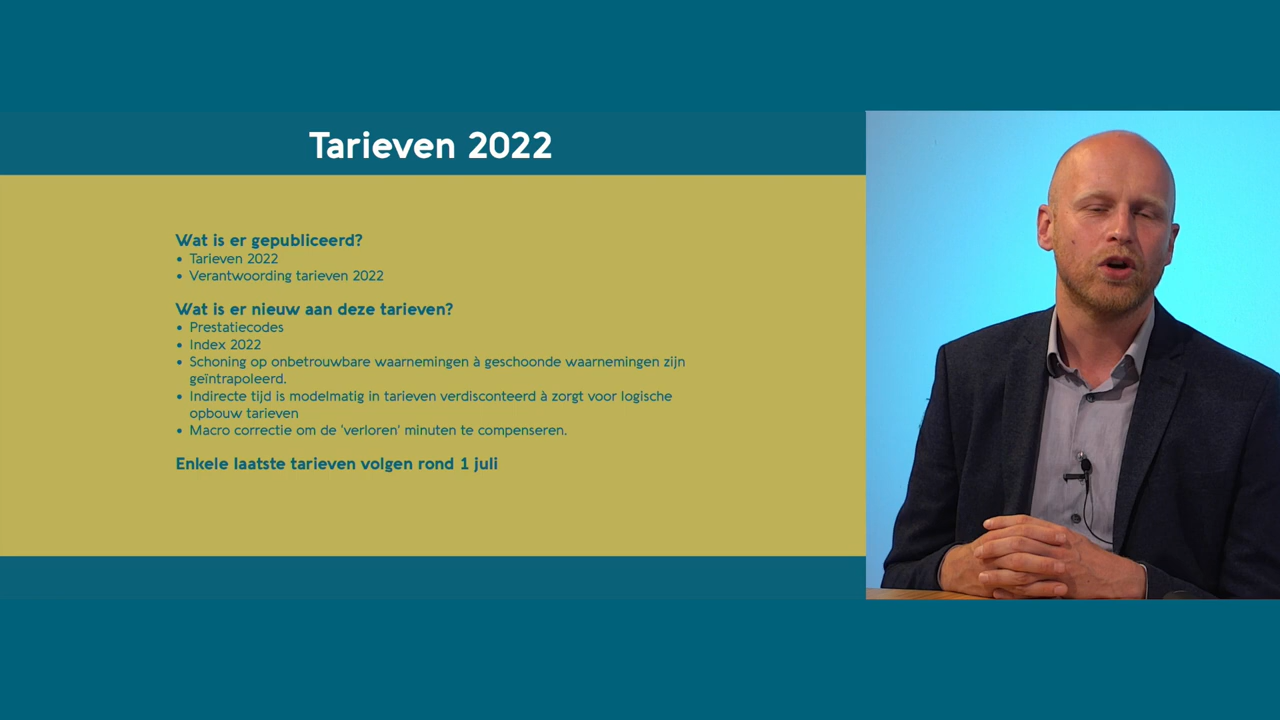 Tarieven 2022
Wat is er gepubliceerd?
• Tarieven 2022
• Verantwoording tarieven 2022
Wat is er nieuw aan deze tarieven?
• Prestatiecodes
• Index 2022
• Schoning op onbetrouwbare waarnemingen à geschoonde waarnemingen zijn
geïntrapoleerd.
• Indirecte tijd is modelmatig in tarieven verdisconteerd à zorgt voor logische
opbouw tarieven
• Macro correctie om de 'verloren' minuten te compenseren.
Enkele laatste tarieven volgen rond 1 juli